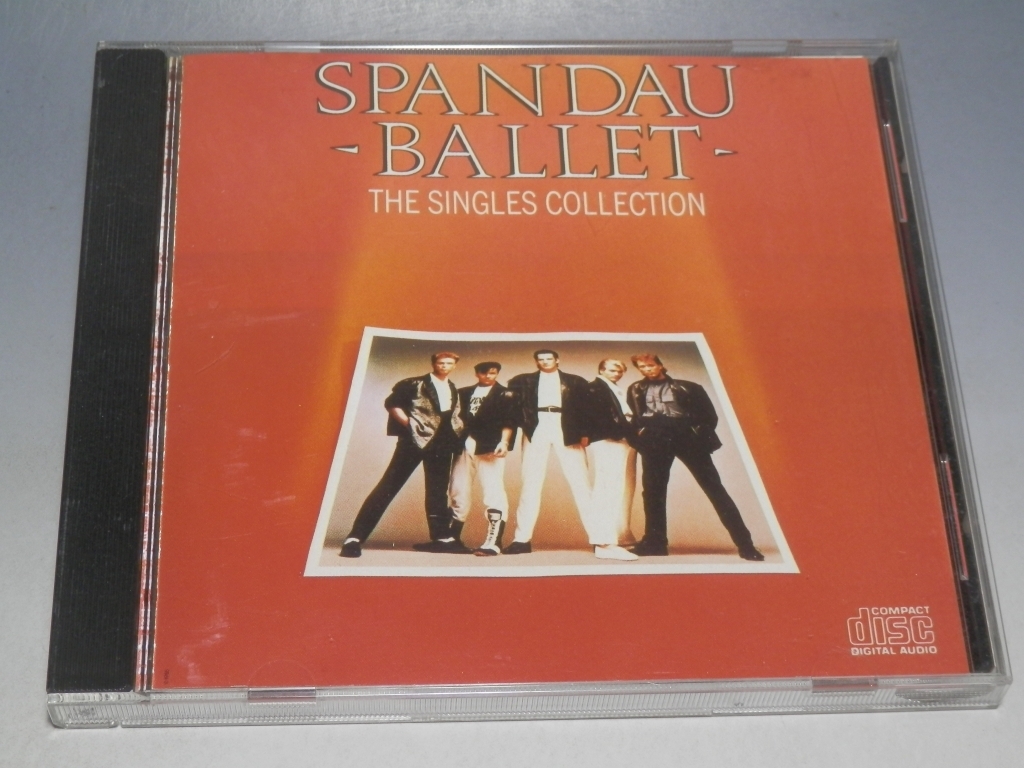 SPANDAU
BALLET
THE SINGLES COLLECTION
COMPACT
disc
DIGITAL AUDIO